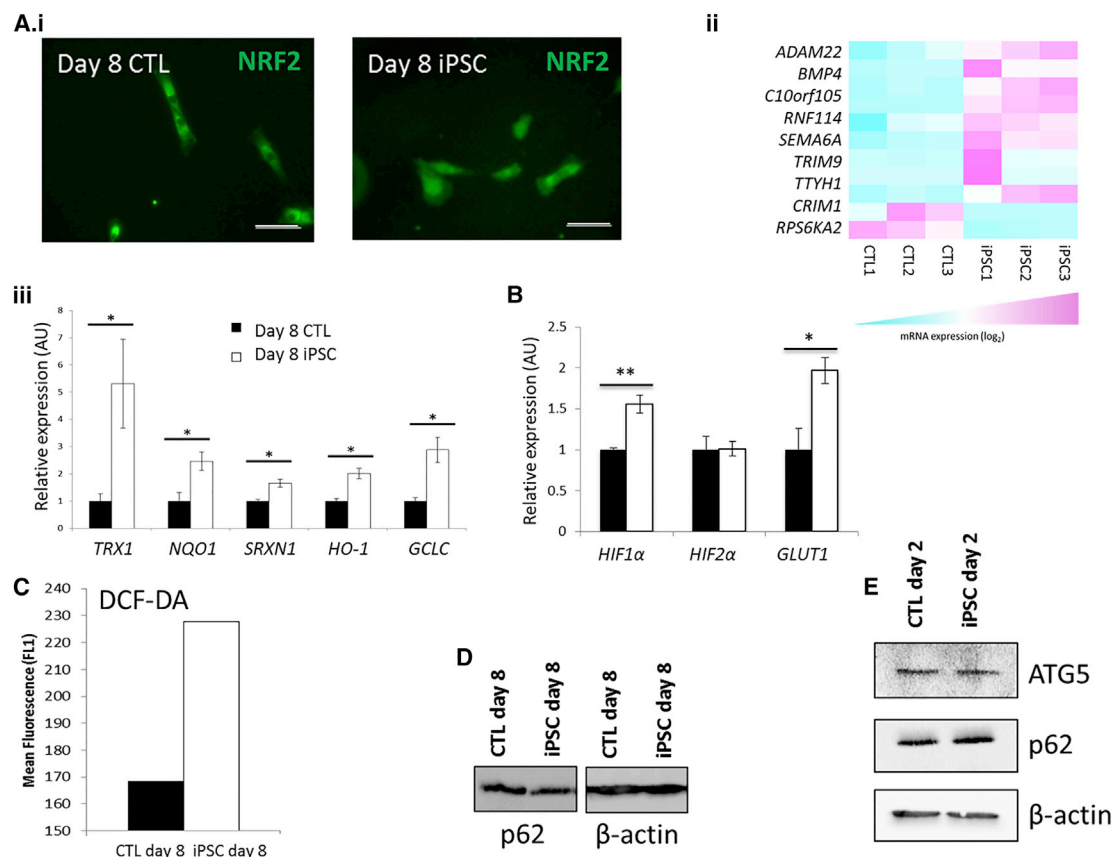 A.i
Day 8 CTL NRF2
Day 8 iPSC NRF2
ii
ADAM22
BMP4
C10orf105
RNF114
SEMA6A
TRIM9
TTYH1
CRIM1
RPS6KA2
CTL1 CTL2 CTL3 iPSC1 iPSC2 iPSC3
mRNA expression (log2)
iii
Relative expression (AU)
8
7
6
5
4
3
2
1
0
* * * * *
Day 8 CTL
Day 8 iPSC
TRX1 NQO1 SRXN1 HO-1 GCLC
B
Relative expression (AU)
2.5
2
1.5
1
0.5
0
** *
HIF1α HIF2α GLUT1
C
DCF-DA
Mean Fluorescence (FL1)
240
230
220
210
200
190
180
170
160
150
CTL day 8 iPSC day 8
D
CTL day 8 iPSC day 8 CTL day 8 iPSC day 8
p62 β-actin
E
CTL day 2 iPSC day 2
ATG5
p62
β-actin